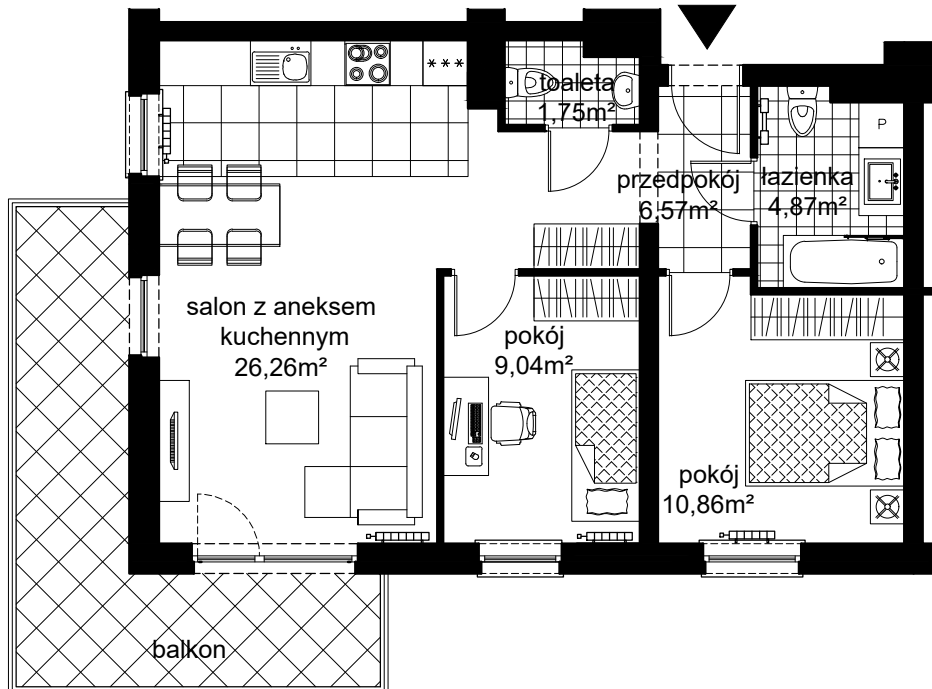 toaleta
1,75m²
P
przedpokój
6,57m²
łazienka
4,87m²
salon z aneksem
kuchennym
26,26m²
pokój
9,04m²
pokój
10,86m²
balkon